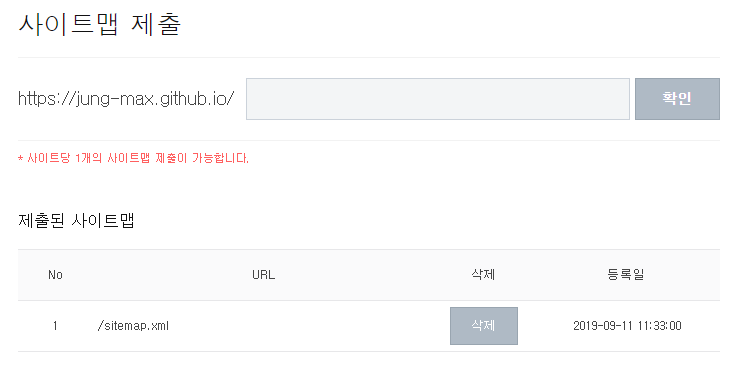 사이트맵 제출
https://jung-max.github.io/ 확인
* 사이트당 1개의 사이트맵 제출이 가능합니다.
제출된 사이트맵
No URL 삭제 등록일
1 /sitemap.xml 삭제 2019-09-11 11:33:00